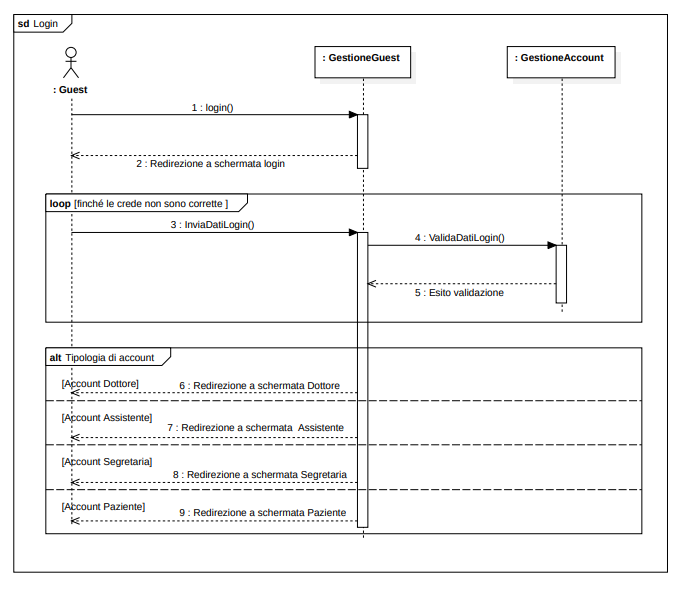 sd Login
: Guest
: GestioneGuest
: GestioneAccount
1 : login()
2 : Redirezione a schermata login
loop [finché le crede non sono corrette ]
3 : InviaDatiLogin()
4 : ValidaDatiLogin()
5 : Esito validazione
alt Tipologia di account
[Account Dottore]
6 : Redirezione a schermata Dottore
[Account Assistente]
7 : Redirezione a schermata  Assistente
[Account Segretaria]
8 : Redirezione a schermata Segretaria
[Account Paziente]
9 : Redirezione a schermata Paziente